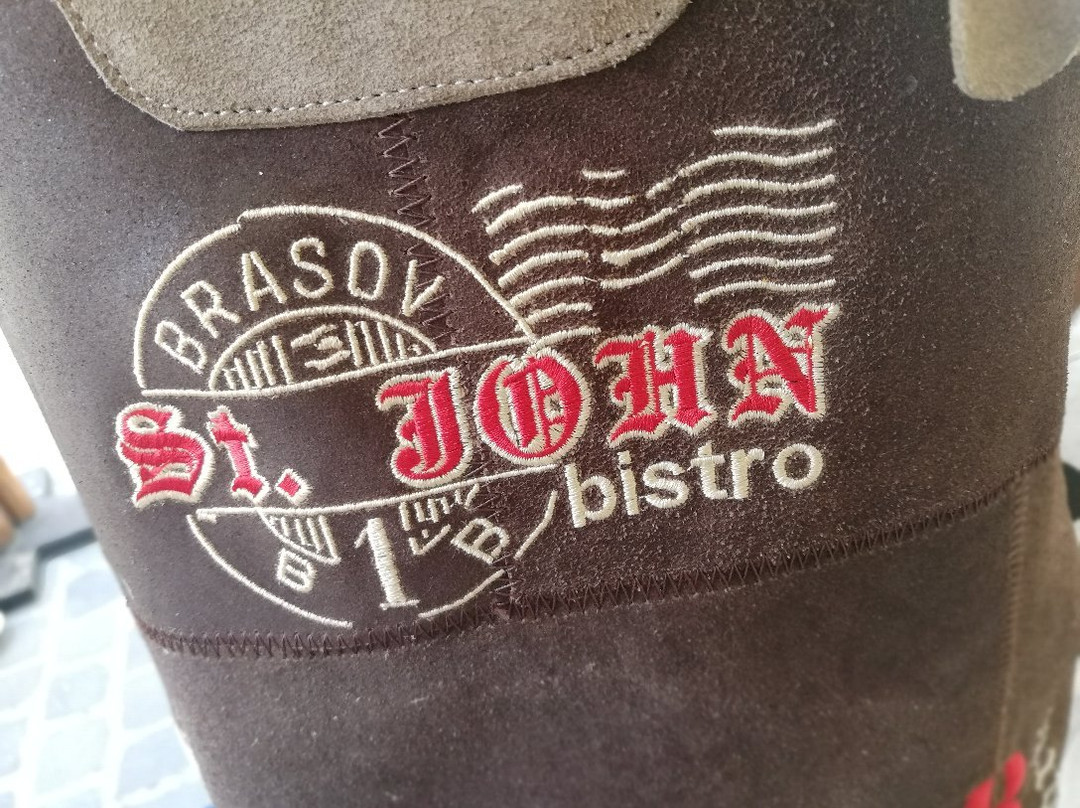 BRASOV
St. JOHN
bistro
B 1 B